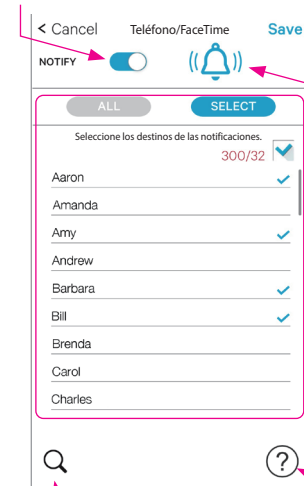 < Cancel Teléfono/FaceTime Save
NOTIFY
ALL SELECT
Seleccione los destinos de las notificaciones.
300/32
Aaron
Amanda
Amy
Andrew
Barbara
Bill
Brenda
Carol
Charles
?